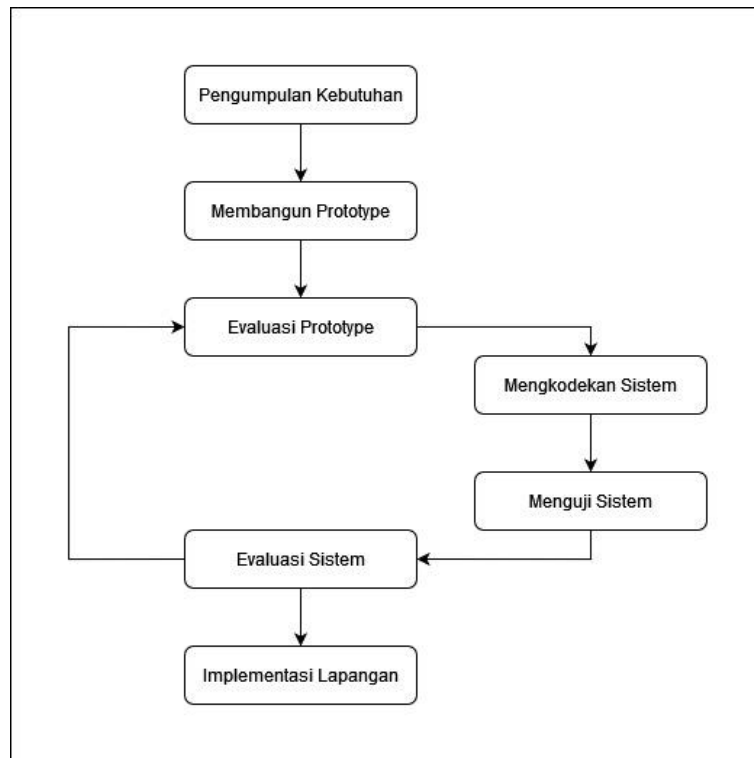 Pengumpulan Kebutuhan
Membangun Prototype
Evaluasi Prototype
Mengkodekan Sistem
Menguji Sistem
Evaluasi Sistem
Implementasi Lapangan